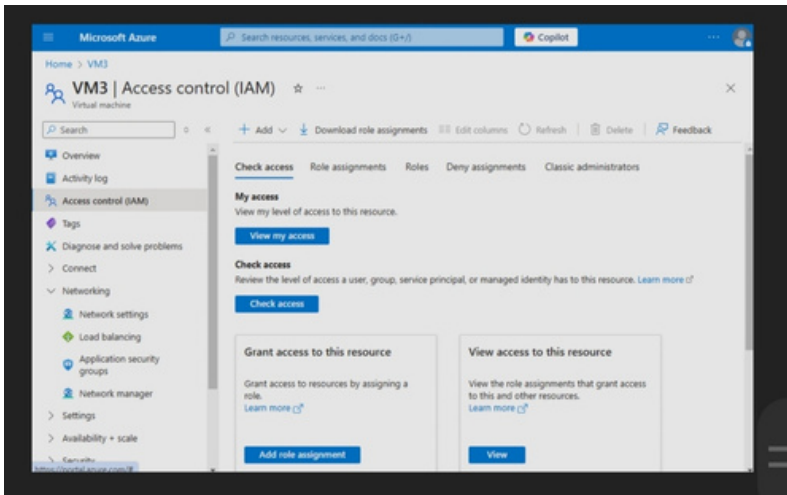 Microsoft Azure
Search resources, services, and docs (G+/)
Copilot
...
Home > VM3
VM3 | Access control (IAM)
...
Virtual machine
Search
+ Add
Download role assignments
Edit columns
Refresh
Delete
Feedback
Overview
Activity log
Access control (IAM)
Tags
Diagnose and solve problems
> Connect
Networking
Network settings
Load balancing
Application security
groups
Network manager
> Settings
> Availability + scale
> Security
https://portal.azure.com/#
Check access
Role assignments
Roles
Deny assignments
Classic administrators
My access
View my level of access to this resource.
View my access
Check access
Review the level of access a user, group, service principal, or managed identity has to this resource. Learn more
Check access
Grant access to this resource
Grant access to resources by assigning a
role.
Learn more
Add role assignment
View access to this resource
View the role assignments that grant access
to this and other resources.
Learn more
View